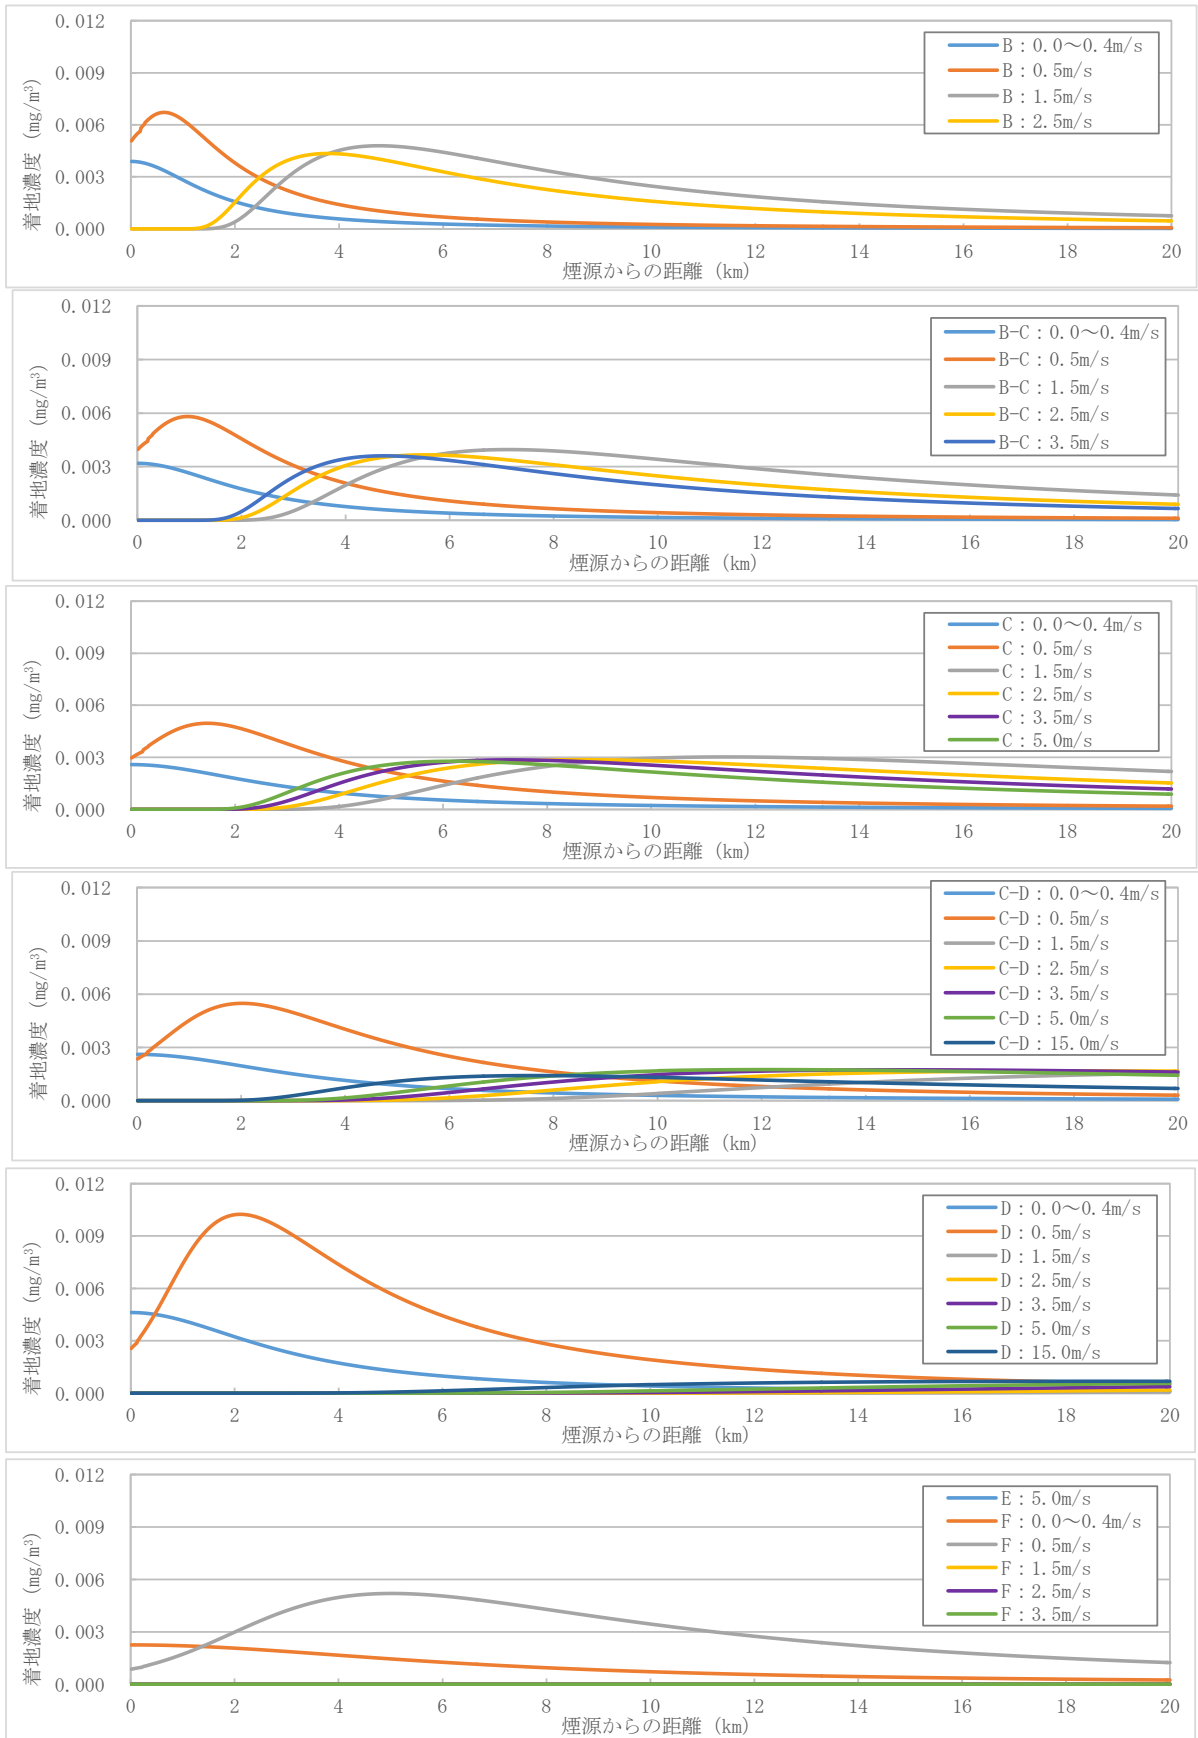 0.012
0.009
0.006
0.003
0.000
着地濃度 (mg/m³)
B：0.0～0.4m/s
B：0.5m/s
B：1.5m/s
B：2.5m/s
0 2 4 6 8 10 12 14 16 18 20
煙源からの距離 (km)
0.012
0.009
0.006
0.003
0.000
着地濃度 (mg/m³)
B-C：0.0～0.4m/s
B-C：0.5m/s
B-C：1.5m/s
B-C：2.5m/s
B-C：3.5m/s
0 2 4 6 8 10 12 14 16 18 20
煙源からの距離 (km)
0.012
0.009
0.006
0.003
0.000
着地濃度 (mg/m³)
C：0.0～0.4m/s
C：0.5m/s
C：1.5m/s
C：2.5m/s
C：3.5m/s
C：5.0m/s
0 2 4 6 8 10 12 14 16 18 20
煙源からの距離 (km)
0.012
0.009
0.006
0.003
0.000
着地濃度 (mg/m³)
C-D：0.0～0.4m/s
C-D：0.5m/s
C-D：1.5m/s
C-D：2.5m/s
C-D：3.5m/s
C-D：5.0m/s
C-D：15.0m/s
0 2 4 6 8 10 12 14 16 18 20
煙源からの距離 (km)
0.012
0.009
0.006
0.003
0.000
着地濃度 (mg/m³)
D：0.0～0.4m/s
D：0.5m/s
D：1.5m/s
D：2.5m/s
D：3.5m/s
D：5.0m/s
D：15.0m/s
0 2 4 6 8 10 12 14 16 18 20
煙源からの距離 (km)
0.012
0.009
0.006
0.003
0.000
着地濃度 (mg/m³)
E：5.0m/s
F：0.0～0.4m/s
F：0.5m/s
F：1.5m/s
F：2.5m/s
F：3.5m/s
0 2 4 6 8 10 12 14 16 18 20
煙源からの距離 (km)